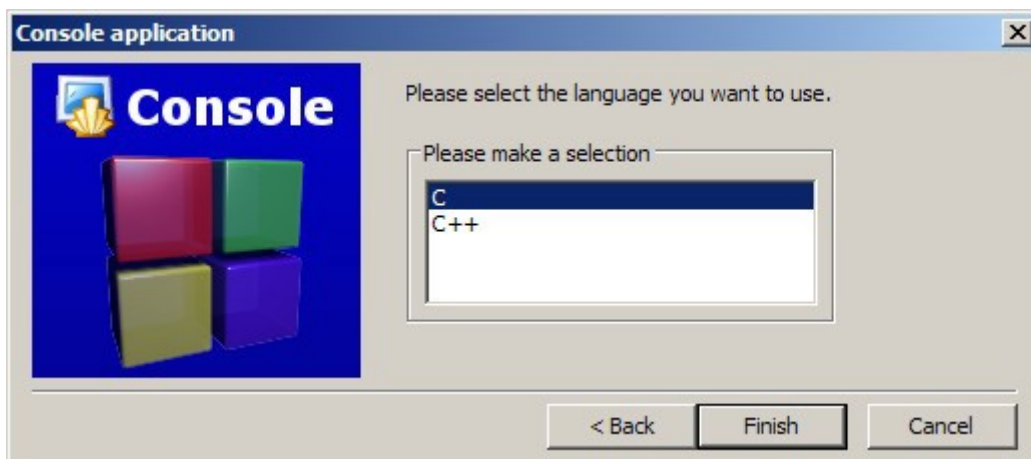 Console application
Console
Please select the language you want to use.
Please make a selection
C
C++
< Back
Finish
Cancel